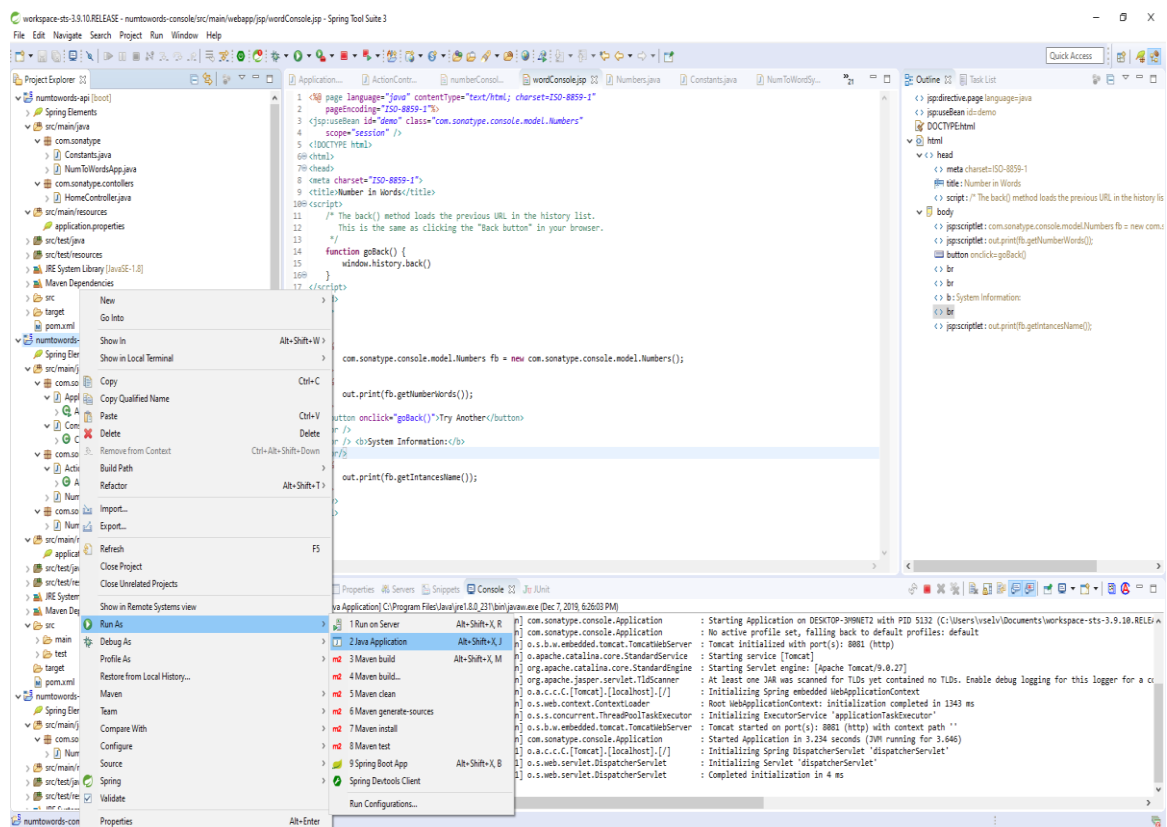 workspace-sts-3.9.10.RELEASE - numtowords-console/src/main/webapp/jsp/wordConsole.jsp - Spring Tool Suite 3
File Edit Navigate Search Project Run Window Help
Quick Access
Project Explorer
numtowords-api [boot]
Spring Elements
src/main/java
com.sonatype
Constants.java
NumToWordsApp.java
com.sonatype.contollers
HomeController.java
src/main/resources
application.properties
src/test/java
src/test/resources
JRE System Library [JavaSE-1.8]
Maven Dependencies
src
target
pom.xml
numtowords-
Spring Eler
src/main/j
com.so
Appl
A
Cons
C
com.so
Actic
A
Num
com.so
Num
src/main/r
applicat
src/test/jav
src/test/res
JRE System
Maven De
src
main
test
target
pom.xml
numtowords-
Spring Eler
src/main/j
com.so
Num
src/main/r
src/test/jav
src/test/re
numtowords-con
Application....
ActionContr...
numberConsol...
wordConsole.jsp
Numbers.java
Constants.java
NumToWordSy...
21
1 <%@ page language="java" contentType="text/html; charset=ISO-8859-1"
2 pageEncoding="ISO-8859-1"%>
3 <jsp:useBean id="demo" class="com.sonatype.console.model.Numbers"
4 scope="session" />
5 <!DOCTYPE html>
6 <html>
7 <head>
8 <meta charset="ISO-8859-1">
9 <title>Number in Words</title>
10 <script>
11 /* The back() method loads the previous URL in the history list.
12 This is the same as clicking the "Back button" in your browser.
13 */
14 function goBack() {
15 window.history.back()
16 }
17 </script>
com.sonatype.console.model.Numbers fb = new com.sonatype.console.model.Numbers();
out.print(fb.getNumberWords());
utton onclick="goBack()">Try Another</button>
r />
r /> <b>System Information:</b>
r/>
out.print(fb.getIntancesName());
Outline
Task List
jsp:directive.page language=java
jsp:useBean id=demo
DOCTYPE:html
html
head
meta charset=ISO-8859-1
title : Number in Words
script : /* The back() method loads the previous URL in the history lis
body
jsp:scriptlet : com.sonatype.console.model.Numbers fb = new com.s
jsp:scriptlet : out.print(fb.getNumberWords());
button onclick=goBack()
br
br
b : System Information:
br
jsp:scriptlet : out.print(fb.getIntancesName());
New
Go Into
Show In Alt+Shift+W
Show in Local Terminal
Copy Ctrl+C
Copy Qualified Name
Paste Ctrl+V
Delete Delete
Remove from Context Ctrl+Alt+Shift+Down
Build Path
Refactor Alt+Shift+T
Import...
Export...
Refresh F5
Close Project
Close Unrelated Projects
Show in Remote Systems view
Run As
Debug As
Profile As
Restore from Local History...
Maven
Team
Compare With
Configure
Source
Spring
Validate
Properties Alt+Enter
1 Run on Server Alt+Shift+X, R
2 Java Application Alt+Shift+X, J
m2 3 Maven build Alt+Shift+X, M
m2 4 Maven build...
m2 5 Maven clean
m2 6 Maven generate-sources
m2 7 Maven install
m2 8 Maven test
9 Spring Boot App Alt+Shift+X, B
Spring Devtools Client
Run Configurations...
Properties
Servers
Snippets
Console
JUnit
va Application] C:\Program Files\Java\jre1.8.0_231\bin\javaw.exe (Dec 7, 2019, 6:26:03 PM)
n] com.sonatype.console.Application : Starting Application on DESKTOP-3M9NET2 with PID 5132 (C:\Users\vselv\Documents\workspace-sts-3.9.10.RELEA
n] com.sonatype.console.Application : No active profile set, falling back to default profiles: default
n] o.s.b.w.embedded.tomcat.TomcatWebServer : Tomcat initialized with port(s): 8081 (http)
n] o.apache.catalina.core.StandardService : Starting service [Tomcat]
n] org.apache.catalina.core.StandardEngine : Starting Servlet engine: [Apache Tomcat/9.0.27]
n] org.apache.jasper.servlet.TldScanner : At least one JAR was scanned for TLDs yet contained no TLDs. Enable debug logging for this logger for a co
n] o.a.c.c.C.[Tomcat].[localhost].[/] : Initializing Spring embedded WebApplicationContext
n] o.s.web.context.ContextLoader : Root WebApplicationContext: initialization completed in 1343 ms
n] o.s.s.concurrent.ThreadPoolTaskExecutor : Initializing ExecutorService 'applicationTaskExecutor'
n] o.s.b.w.embedded.tomcat.TomcatWebServer : Tomcat started on port(s): 8081 (http) with context path ''
n] com.sonatype.console.Application : Started Application in 3.234 seconds (JVM running for 3.646)
1] o.a.c.c.C.[Tomcat].[localhost].[/] : Initializing Spring DispatcherServlet 'dispatcherServlet'
1] o.s.web.servlet.DispatcherServlet : Initializing Servlet 'dispatcherServlet'
1] o.s.web.servlet.DispatcherServlet : Completed initialization in 4 ms